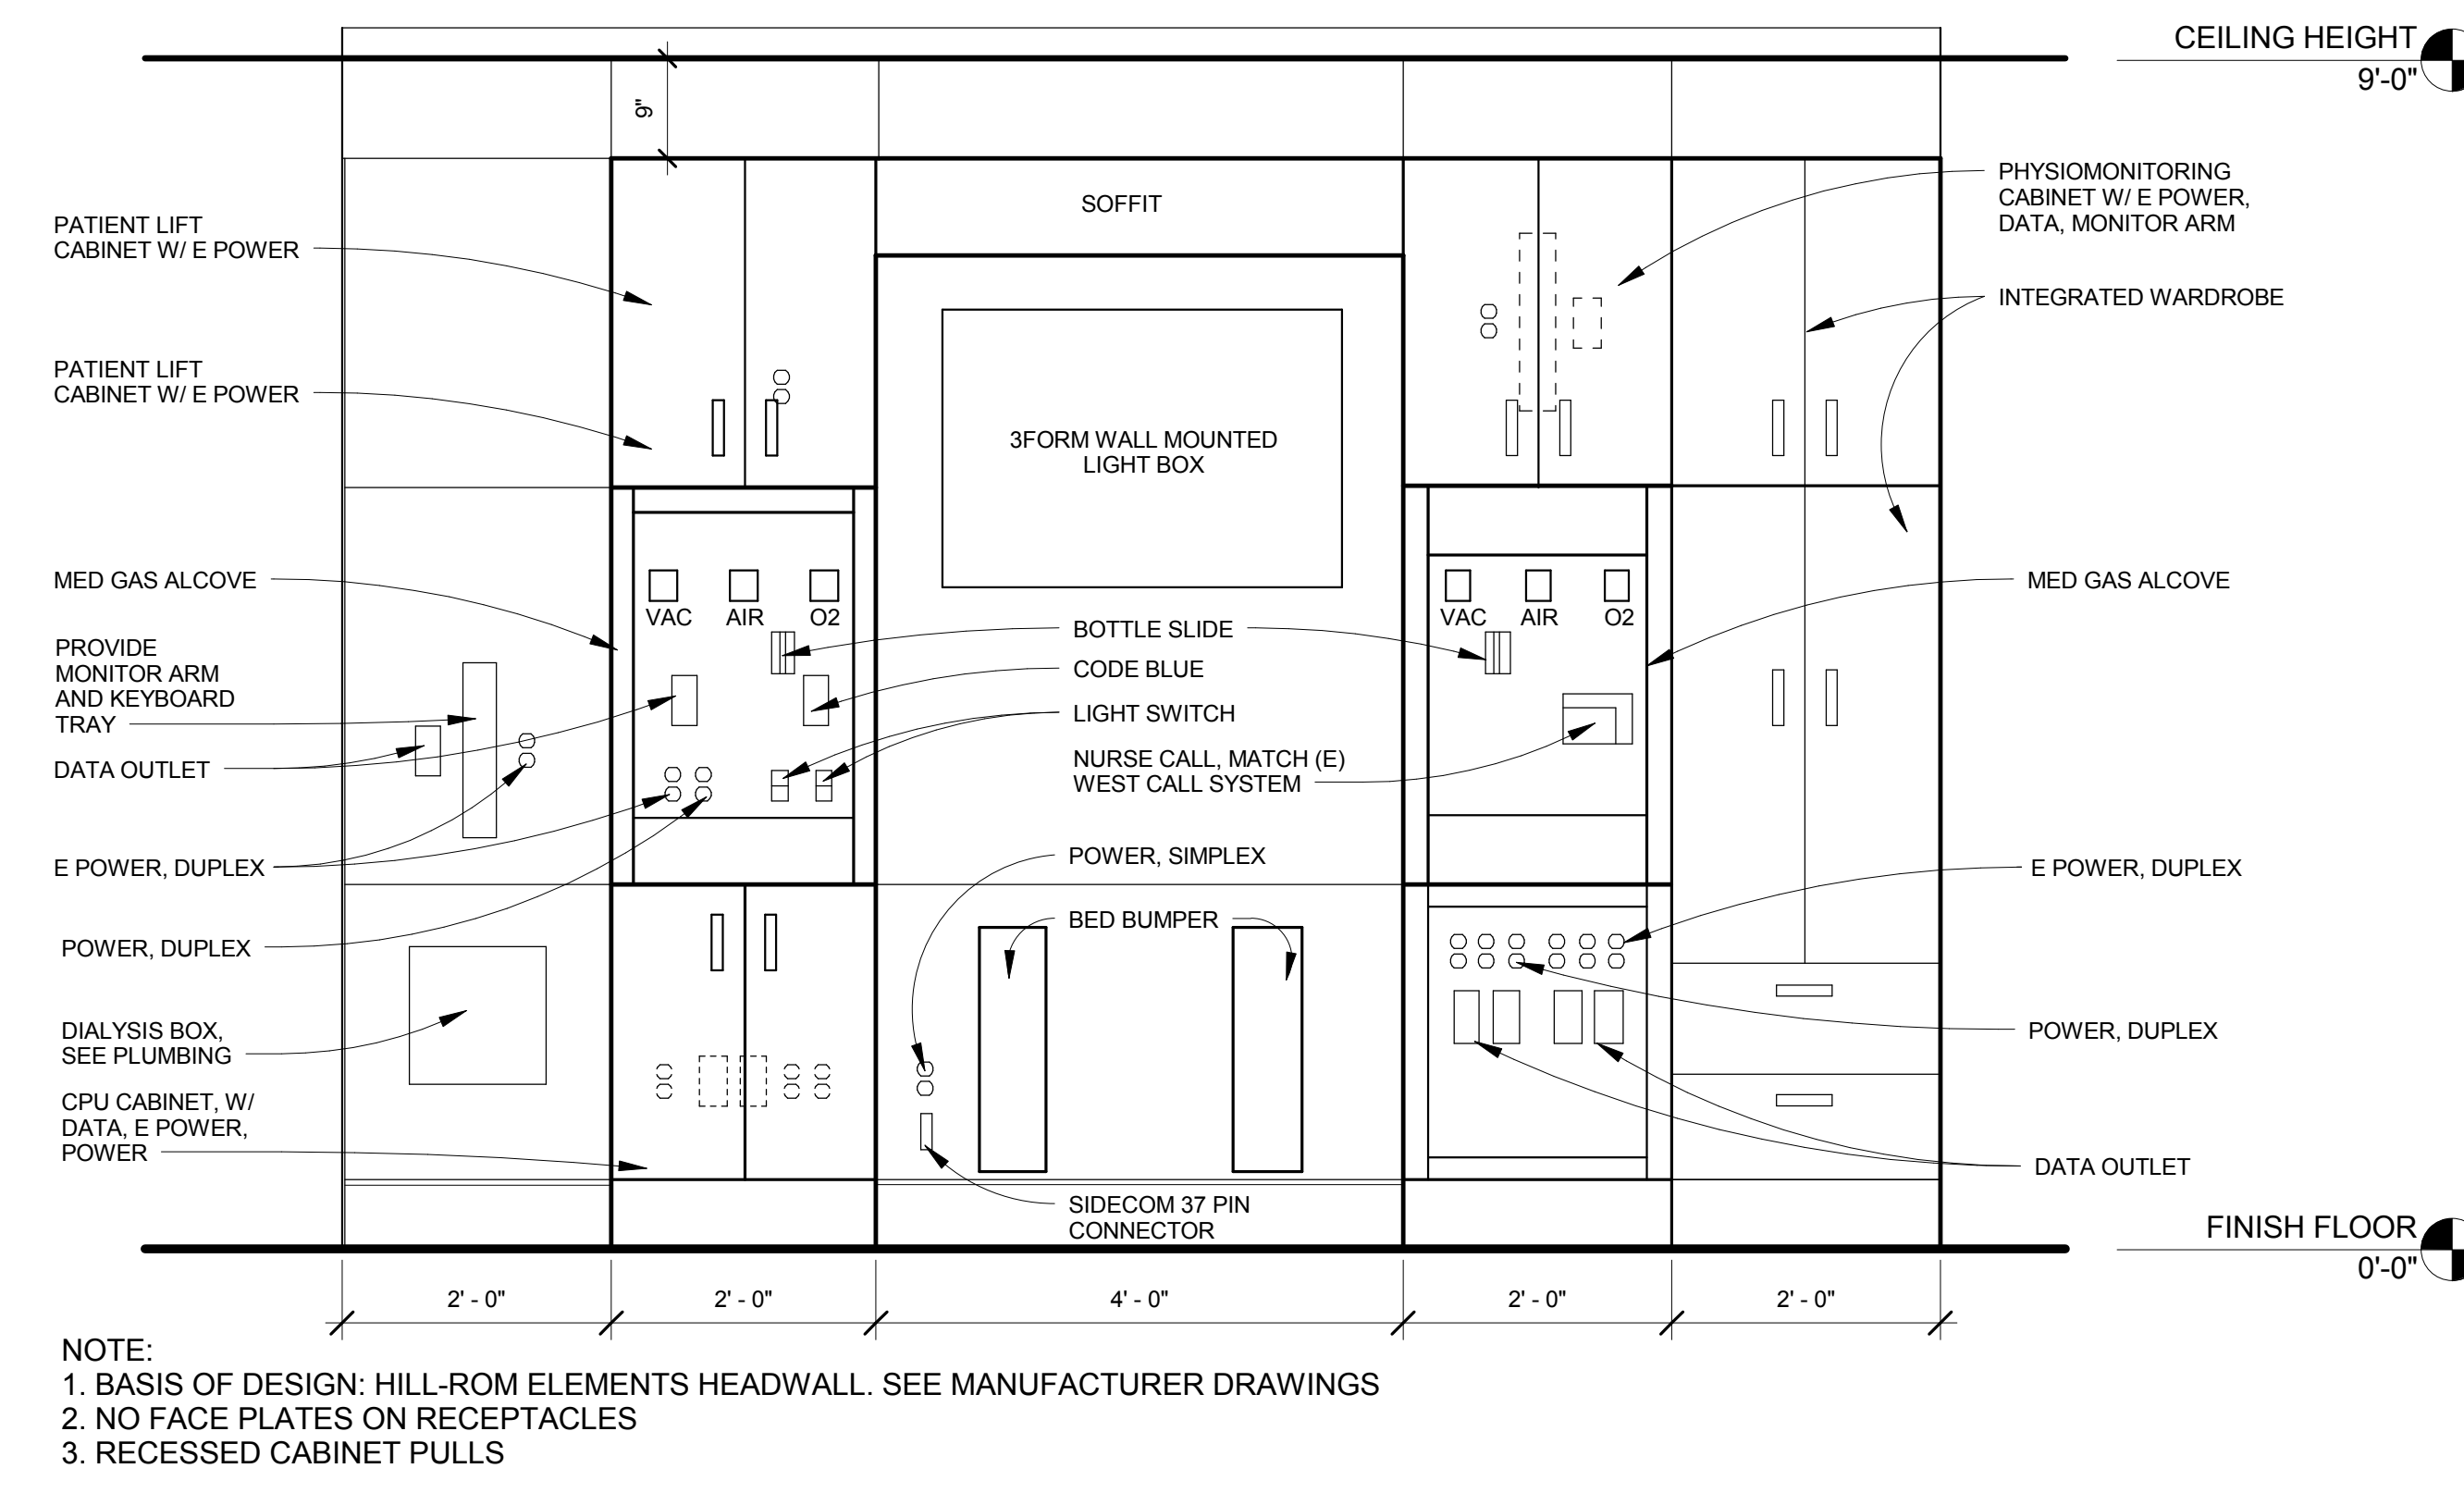 CEILING HEIGHT
9'-0"
9"
SOFFIT
PATIENT LIFT
CABINET W/ E POWER
PATIENT LIFT
CABINET W/ E POWER
MED GAS ALCOVE
PROVIDE
MONITOR ARM
AND KEYBOARD
TRAY
DATA OUTLET
E POWER, DUPLEX
POWER, DUPLEX
DIALYSIS BOX,
SEE PLUMBING
CPU CABINET, W/
DATA, E POWER,
POWER
VAC AIR O2
3FORM WALL MOUNTED
LIGHT BOX
BOTTLE SLIDE
CODE BLUE
LIGHT SWITCH
NURSE CALL, MATCH (E)
WEST CALL SYSTEM
POWER, SIMPLEX
BED BUMPER
SIDECOM 37 PIN
CONNECTOR
VAC AIR O2
PHYSIOMONITORING
CABINET W/ E POWER,
DATA, MONITOR ARM
INTEGRATED WARDROBE
MED GAS ALCOVE
E POWER, DUPLEX
POWER, DUPLEX
DATA OUTLET
FINISH FLOOR
0'-0"
2' - 0" 2' - 0" 4' - 0" 2' - 0" 2' - 0"
NOTE:
1. BASIS OF DESIGN: HILL-ROM ELEMENTS HEADWALL. SEE MANUFACTURER DRAWINGS
2. NO FACE PLATES ON RECEPTACLES
3. RECESSED CABINET PULLS